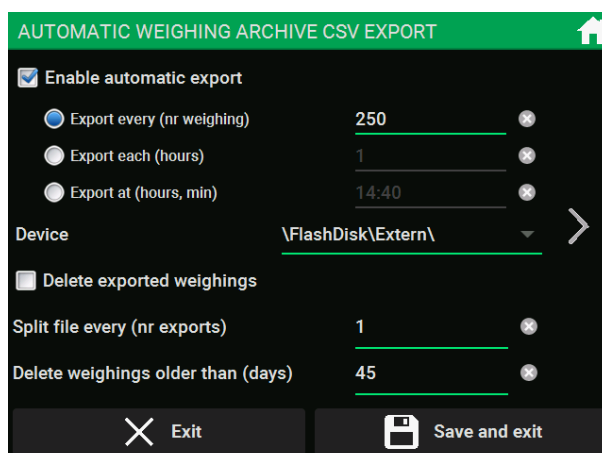 AUTOMATIC WEIGHING ARCHIVE CSV EXPORT
Enable automatic export
Export every (nr weighing) 250
Export each (hours) 1
Export at (hours, min) 14:40
Device \FlashDisk\Extern\
Delete exported weighings
Split file every (nr exports) 1
Delete weighings older than (days) 45
Exit Save and exit